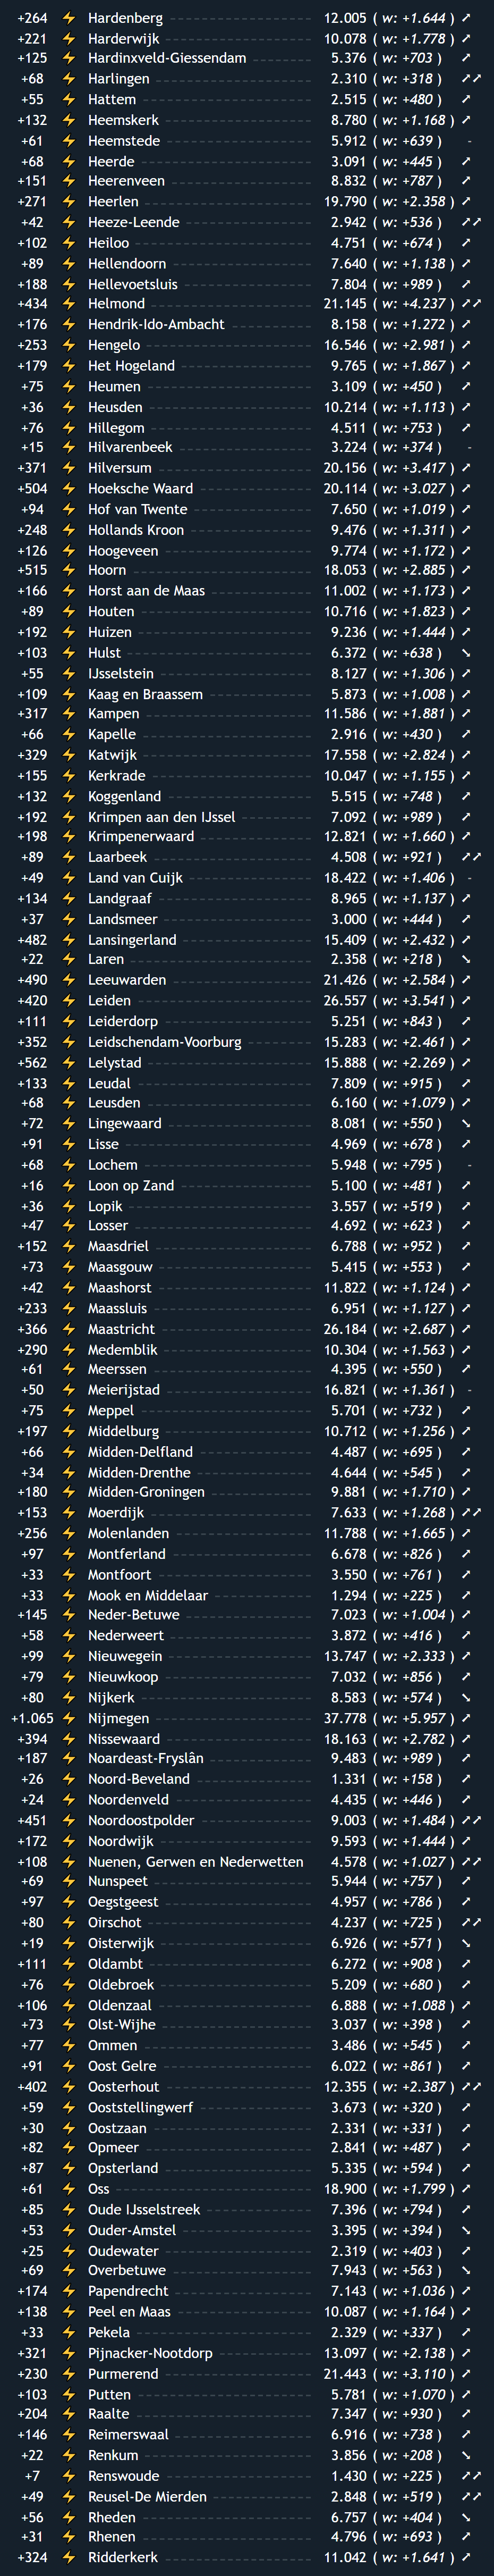 +264 ⚡ Hardenberg 12.005 ( w: +1.644 ) ↗
+221 ⚡ Harderwijk 10.078 ( w: +1.778 ) ↗
+125 ⚡ Hardinxveld-Giessendam 5.376 ( w: +703 ) ↗
+68 ⚡ Harlingen 2.310 ( w: +318 ) ↗↗
+55 ⚡ Hattem 2.515 ( w: +480 ) ↗
+132 ⚡ Heemskerk 8.780 ( w: +1.168 ) ↗
+61 ⚡ Heemstede 5.912 ( w: +639 ) -
+68 ⚡ Heerde 3.091 ( w: +445 ) ↗
+151 ⚡ Heerenveen 8.832 ( w: +787 ) ↗
+271 ⚡ Heerlen 19.790 ( w: +2.358 ) ↗
+42 ⚡ Heeze-Leende 2.942 ( w: +536 ) ↗↗
+102 ⚡ Heiloo 4.751 ( w: +674 ) ↗
+89 ⚡ Hellendoorn 7.640 ( w: +1.138 ) ↗
+188 ⚡ Hellevoetsluis 7.804 ( w: +989 ) ↗
+434 ⚡ Helmond 21.145 ( w: +4.237 ) ↗↗
+176 ⚡ Hendrik-Ido-Ambacht 8.158 ( w: +1.272 ) ↗
+253 ⚡ Hengelo 16.546 ( w: +2.981 ) ↗
+179 ⚡ Het Hogeland 9.765 ( w: +1.867 ) ↗
+75 ⚡ Heumen 3.109 ( w: +450 ) ↗
+36 ⚡ Heusden 10.214 ( w: +1.113 ) ↗
+76 ⚡ Hillegom 4.511 ( w: +753 ) ↗
+15 ⚡ Hilvarenbeek 3.224 ( w: +374 ) -
+371 ⚡ Hilversum 20.156 ( w: +3.417 ) ↗
+504 ⚡ Hoeksche Waard 20.114 ( w: +3.027 ) ↗
+94 ⚡ Hof van Twente 7.650 ( w: +1.019 ) ↗
+248 ⚡ Hollands Kroon 9.476 ( w: +1.311 ) ↗
+126 ⚡ Hoogeveen 9.774 ( w: +1.172 ) ↗
+515 ⚡ Hoorn 18.053 ( w: +2.885 ) ↗
+166 ⚡ Horst aan de Maas 11.002 ( w: +1.173 ) ↗
+89 ⚡ Houten 10.716 ( w: +1.823 ) ↗
+192 ⚡ Huizen 9.236 ( w: +1.444 ) ↗
+103 ⚡ Hulst 6.372 ( w: +638 ) ↘
+55 ⚡ IJsselstein 8.127 ( w: +1.306 ) ↗
+109 ⚡ Kaag en Braassem 5.873 ( w: +1.008 ) ↗
+317 ⚡ Kampen 11.586 ( w: +1.881 ) ↗
+66 ⚡ Kapelle 2.916 ( w: +430 ) ↗
+329 ⚡ Katwijk 17.558 ( w: +2.824 ) ↗
+155 ⚡ Kerkrade 10.047 ( w: +1.155 ) ↗
+132 ⚡ Koggenland 5.515 ( w: +748 ) ↗
+192 ⚡ Krimpen aan den IJssel 7.092 ( w: +989 ) ↗
+198 ⚡ Krimpenerwaard 12.821 ( w: +1.660 ) ↗
+89 ⚡ Laarbeek 4.508 ( w: +921 ) ↗↗
+49 ⚡ Land van Cuijk 18.422 ( w: +1.406 ) -
+134 ⚡ Landgraaf 8.965 ( w: +1.137 ) ↗
+37 ⚡ Landsmeer 3.000 ( w: +444 ) ↗
+482 ⚡ Lansingerland 15.409 ( w: +2.432 ) ↗
+22 ⚡ Laren 2.358 ( w: +218 ) ↘
+490 ⚡ Leeuwarden 21.426 ( w: +2.584 ) ↗
+420 ⚡ Leiden 26.557 ( w: +3.541 ) ↗
+111 ⚡ Leiderdorp 5.251 ( w: +843 ) ↗
+352 ⚡ Leidschendam-Voorburg 15.283 ( w: +2.461 ) ↗
+562 ⚡ Lelystad 15.888 ( w: +2.269 ) ↗
+133 ⚡ Leudal 7.809 ( w: +915 ) ↗
+68 ⚡ Leusden 6.160 ( w: +1.079 ) ↗
+72 ⚡ Lingewaard 8.081 ( w: +550 ) ↘
+91 ⚡ Lisse 4.969 ( w: +678 ) ↗
+68 ⚡ Lochem 5.948 ( w: +795 ) -
+16 ⚡ Loon op Zand 5.100 ( w: +481 ) ↗
+36 ⚡ Lopik 3.557 ( w: +519 ) ↗
+47 ⚡ Losser 4.692 ( w: +623 ) ↗
+152 ⚡ Maasdriel 6.788 ( w: +952 ) ↗
+73 ⚡ Maasgouw 5.415 ( w: +553 ) ↗
+42 ⚡ Maashorst 11.822 ( w: +1.124 ) ↗
+233 ⚡ Maassluis 6.951 ( w: +1.127 ) ↗
+366 ⚡ Maastricht 26.184 ( w: +2.687 ) ↗
+290 ⚡ Medemblik 10.304 ( w: +1.563 ) ↗
+61 ⚡ Meerssen 4.395 ( w: +550 ) ↗
+50 ⚡ Meierijstad 16.821 ( w: +1.361 ) -
+75 ⚡ Meppel 5.701 ( w: +732 ) ↗
+197 ⚡ Middelburg 10.712 ( w: +1.256 ) ↗
+66 ⚡ Midden-Delfland 4.487 ( w: +695 ) ↗
+34 ⚡ Midden-Drenthe 4.644 ( w: +545 ) ↗
+180 ⚡ Midden-Groningen 9.881 ( w: +1.710 ) ↗
+153 ⚡ Moerdijk 7.633 ( w: +1.268 ) ↗↗
+256 ⚡ Molenlanden 11.788 ( w: +1.665 ) ↗
+97 ⚡ Montferland 6.678 ( w: +826 ) ↗
+33 ⚡ Montfoort 3.550 ( w: +761 ) ↗
+33 ⚡ Mook en Middelaar 1.294 ( w: +225 ) ↗
+145 ⚡ Neder-Betuwe 7.023 ( w: +1.004 ) ↗
+58 ⚡ Nederweert 3.872 ( w: +416 ) ↗
+99 ⚡ Nieuwegein 13.747 ( w: +2.333 ) ↗
+79 ⚡ Nieuwkoop 7.032 ( w: +856 ) ↗
+80 ⚡ Nijkerk 8.583 ( w: +574 ) ↘
+1.065 ⚡ Nijmegen 37.778 ( w: +5.957 ) ↗
+394 ⚡ Nissewaard 18.163 ( w: +2.782 ) ↗
+187 ⚡ Noardeast-Fryslân 9.483 ( w: +989 ) ↗
+26 ⚡ Noord-Beveland 1.331 ( w: +158 ) ↗
+24 ⚡ Noordenveld 4.435 ( w: +446 ) ↗
+451 ⚡ Noordoostpolder 9.003 ( w: +1.484 ) ↗↗
+172 ⚡ Noordwijk 9.593 ( w: +1.444 ) ↗
+108 ⚡ Nuenen, Gerwen en Nederwetten 4.578 ( w: +1.027 ) ↗↗
+69 ⚡ Nunspeet 5.944 ( w: +757 ) ↗
+97 ⚡ Oegstgeest 4.957 ( w: +786 ) ↗
+80 ⚡ Oirschot 4.237 ( w: +725 ) ↗↗
+19 ⚡ Oisterwijk 6.926 ( w: +571 ) ↘
+111 ⚡ Oldambt 6.272 ( w: +908 ) ↗
+76 ⚡ Oldebroek 5.209 ( w: +680 ) ↗
+106 ⚡ Oldenzaal 6.888 ( w: +1.088 ) ↗
+73 ⚡ Olst-Wijhe 3.037 ( w: +398 ) ↗
+77 ⚡ Ommen 3.486 ( w: +545 ) ↗
+91 ⚡ Oost Gelre 6.022 ( w: +861 ) ↗
+402 ⚡ Oosterhout 12.355 ( w: +2.387 ) ↗↗
+59 ⚡ Ooststellingwerf 3.673 ( w: +320 ) ↗
+30 ⚡ Oostzaan 2.331 ( w: +331 ) ↗
+82 ⚡ Opmeer 2.841 ( w: +487 ) ↗
+87 ⚡ Opsterland 5.335 ( w: +594 ) ↗
+61 ⚡ Oss 18.900 ( w: +1.799 ) ↗
+85 ⚡ Oude IJsselstreek 7.396 ( w: +794 ) ↗
+53 ⚡ Ouder-Amstel 3.395 ( w: +394 ) ↘
+25 ⚡ Oudewater 2.319 ( w: +403 ) ↗
+69 ⚡ Overbetuwe 7.943 ( w: +563 ) ↘
+174 ⚡ Papendrecht 7.143 ( w: +1.036 ) ↗
+138 ⚡ Peel en Maas 10.087 ( w: +1.164 ) ↗
+33 ⚡ Pekela 2.329 ( w: +337 ) ↗
+321 ⚡ Pijnacker-Nootdorp 13.097 ( w: +2.138 ) ↗
+230 ⚡ Purmerend 21.443 ( w: +3.110 ) ↗
+103 ⚡ Putten 5.781 ( w: +1.070 ) ↗
+204 ⚡ Raalte 7.347 ( w: +930 ) ↗
+146 ⚡ Reimerswaal 6.916 ( w: +738 ) ↗
+22 ⚡ Renkum 3.856 ( w: +208 ) ↘
+7 ⚡ Renswoude 1.430 ( w: +225 ) ↗↗
+49 ⚡ Reusel-De Mierden 2.848 ( w: +519 ) ↗↗
+56 ⚡ Rheden 6.757 ( w: +404 ) ↘
+31 ⚡ Rhenen 4.796 ( w: +693 ) ↗
+324 ⚡ Ridderkerk 11.042 ( w: +1.641 ) ↗